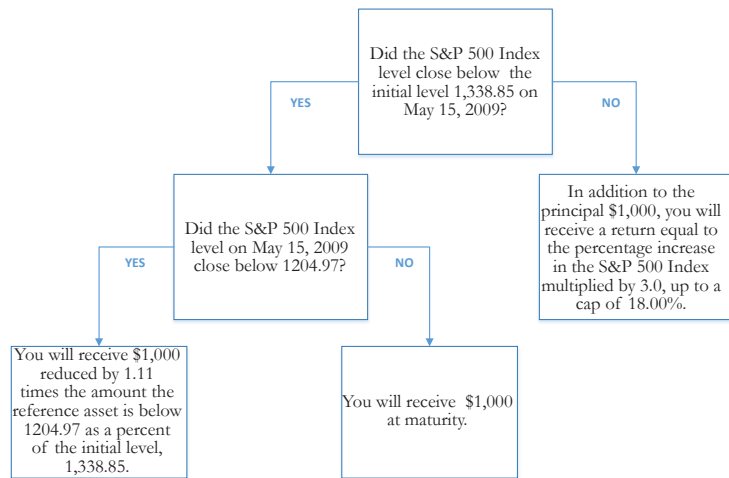 Did the S&P 500 Index
level close below the
initial level 1,338.85 on
May 15, 2009?
YES
NO
Did the S&P 500 Index
level on May 15, 2009
close below 1204.97?
In addition to the
principal $1,000, you will
receive a return equal to
the percentage increase
in the S&P 500 Index
multiplied by 3.0, up to a
cap of 18.00%.
YES
NO
You will receive $1,000
reduced by 1.11
times the amount the
reference asset is below
1204.97 as a percent
of the initial level,
1,338.85.
You will receive $1,000
at maturity.